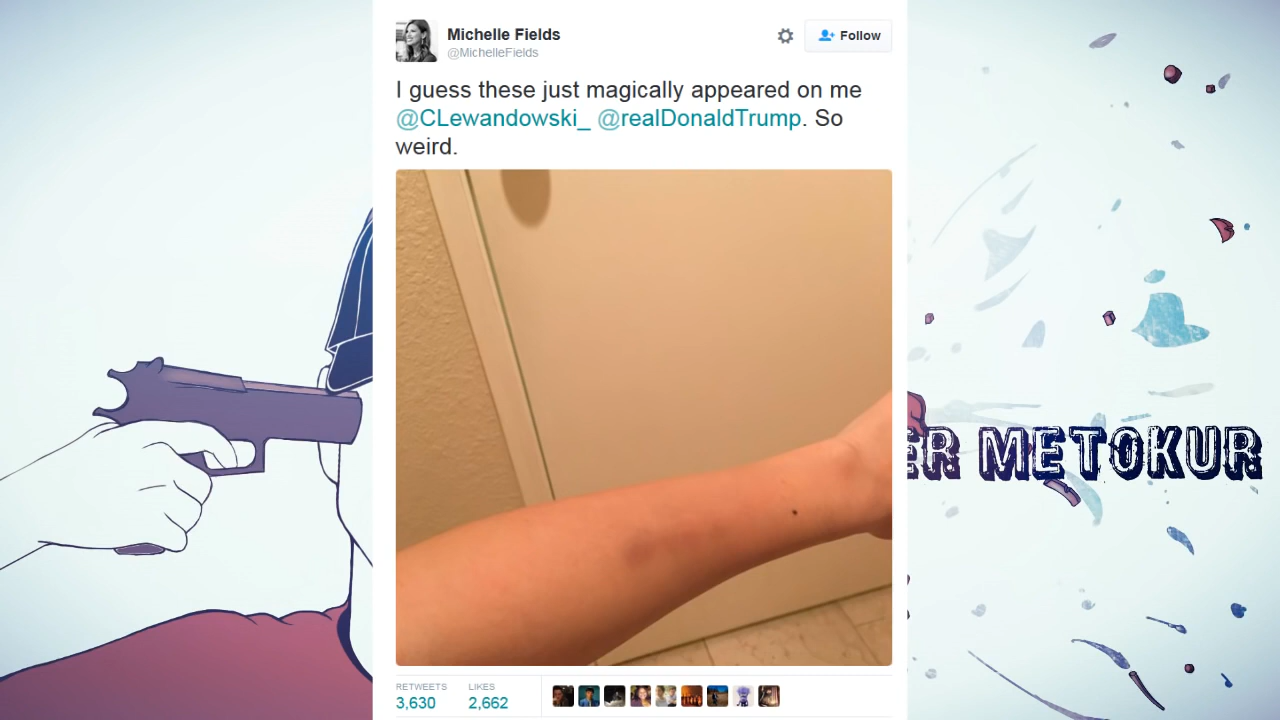 Michelle Fields
@MichelleFields
Follow
I guess these just magically appeared on me
@CLewandowski_ @realDonaldTrump. So
weird.
ER METOKUR
RETWEETS
LIKES
3,630
2,662